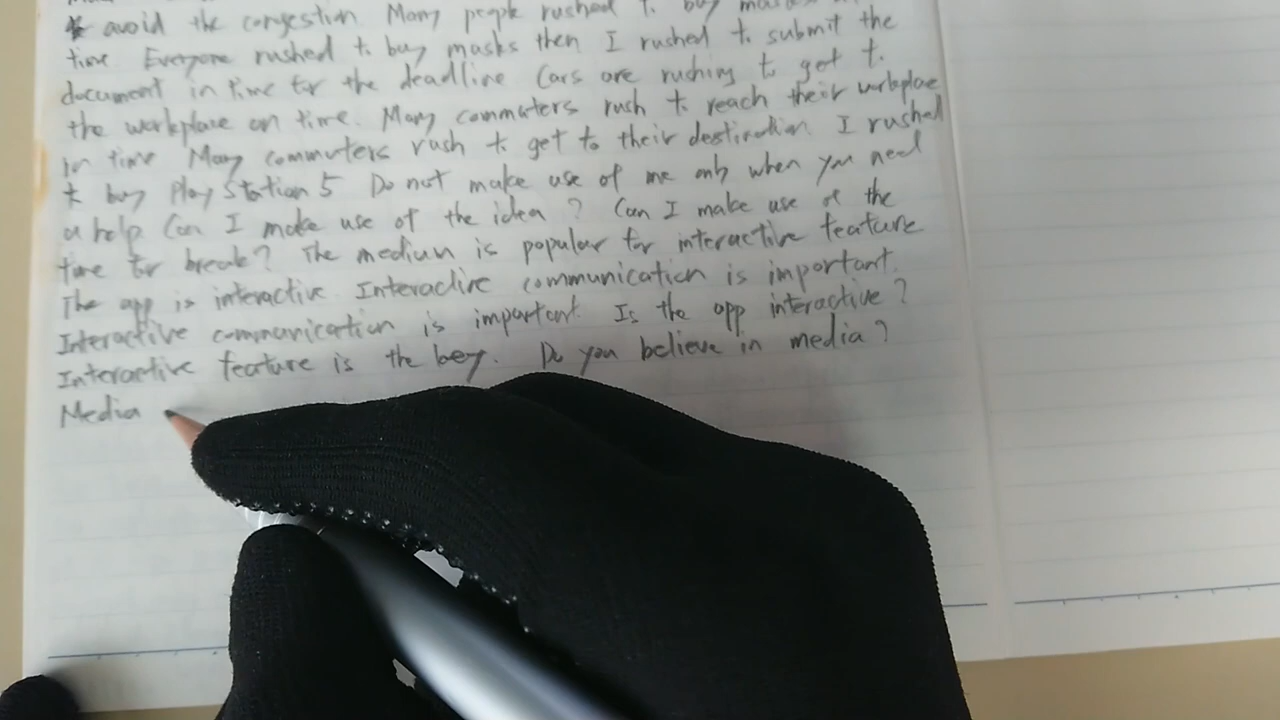 avoid the congestion Many people rushed to buy
time Everyone rushed to buy masks then I rushed to submit the
document in time for the deadline Cars are rushing to get to
the workplace on time. Many commuters rush to reach their workplace
in time Many commuters rush to get to their destination I rushed
to buy PlayStation 5 Do not make use of me only when you need
a help Can I make use of the idea ? Can I make use of the
time for break? The medium is popular for interactive feature
The app is interactive Interactive communication is important.
Interactive communication is important Is the app interactive ?
Interactive feature is the key. Do you believe in media ?
Media